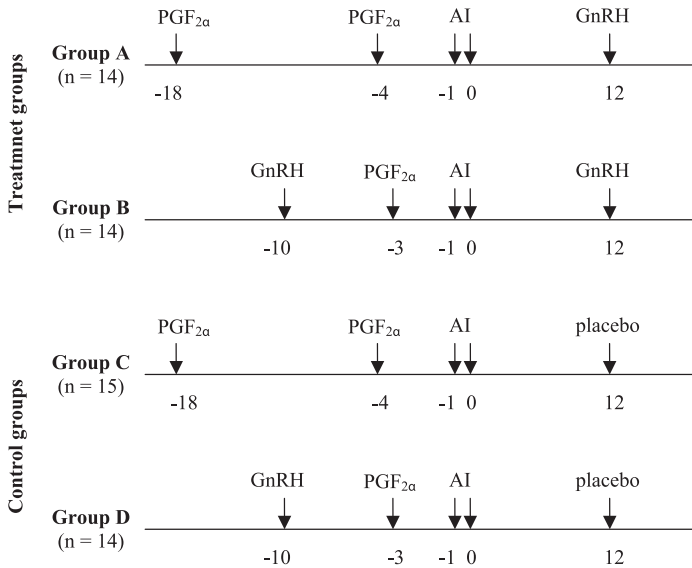 Treatmnet groups
PGF2α PGF2α AI GnRH
Group A
(n = 14)
-18 -4 -1 0 12
GnRH PGF2α AI GnRH
Group B
(n = 14)
-10 -3 -1 0 12
Control groups
PGF2α PGF2α AI placebo
Group C
(n = 15)
-18 -4 -1 0 12
GnRH PGF2α AI placebo
Group D
(n = 14)
-10 -3 -1 0 12